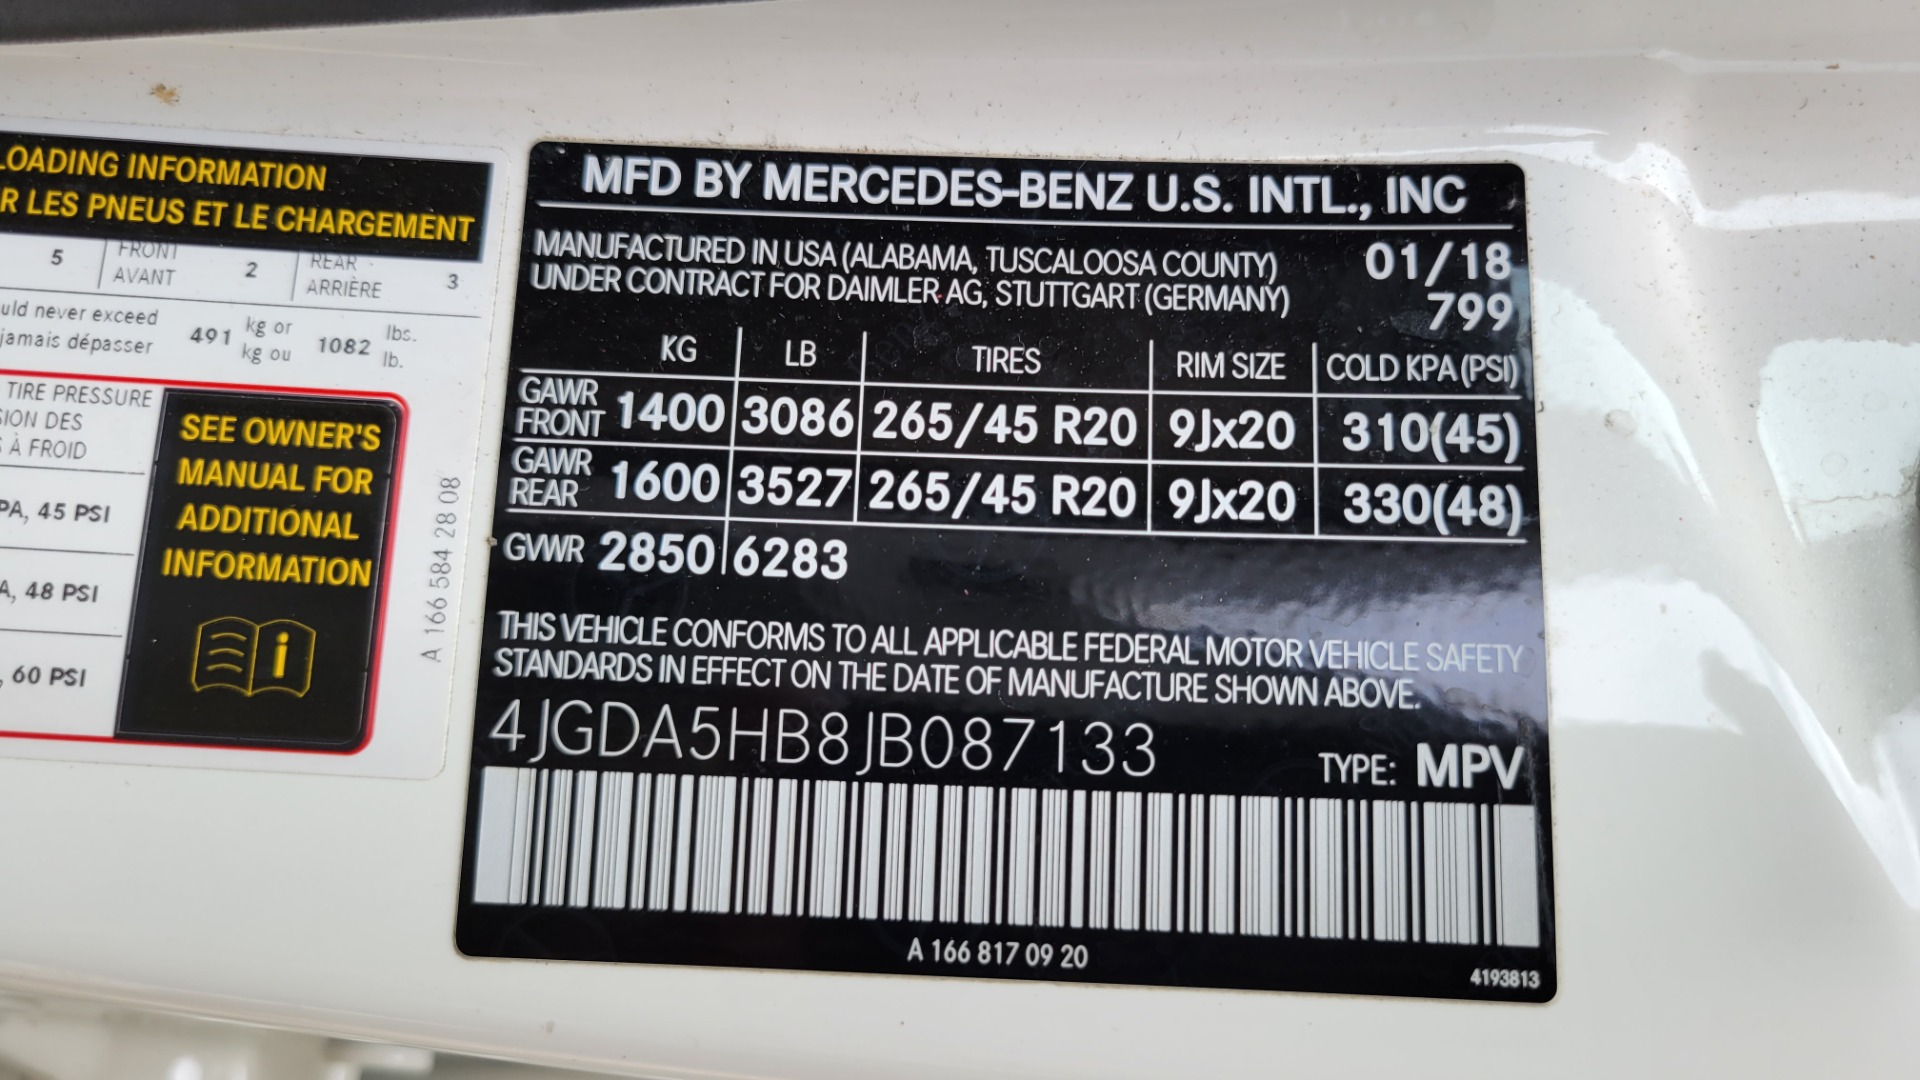 LOADING INFORMATION
R LES PNEUS ET LE CHARGEMENT
5 FRONT AVANT 2 REAR ARRIÈRE 3
uld never exceed
jamais dépasser
491 kg or kg ou 1082 lbs. lb.
TIRE PRESSURE
SION DES
À FROID
PA, 45 PSI
A, 48 PSI
, 60 PSI
SEE OWNER'S
MANUAL FOR
ADDITIONAL
INFORMATION
i
A 166 584 28 08
MFD BY MERCEDES-BENZ U.S. INTL., INC
MANUFACTURED IN USA (ALABAMA, TUSCALOOSA COUNTY) 01/18
UNDER CONTRACT FOR DAIMLER AG, STUTTGART (GERMANY) 799
KG LB TIRES RIM SIZE COLD KPA (PSI)
GAWR FRONT 1400 3086 265/45 R20 9Jx20 310(45)
GAWR REAR 1600 3527 265/45 R20 9Jx20 330(48)
GVWR 2850 6283
THIS VEHICLE CONFORMS TO ALL APPLICABLE FEDERAL MOTOR VEHICLE SAFETY
STANDARDS IN EFFECT ON THE DATE OF MANUFACTURE SHOWN ABOVE.
4JGDA5HB8JB087133 TYPE: MPV
A 166 817 09 20
4193813